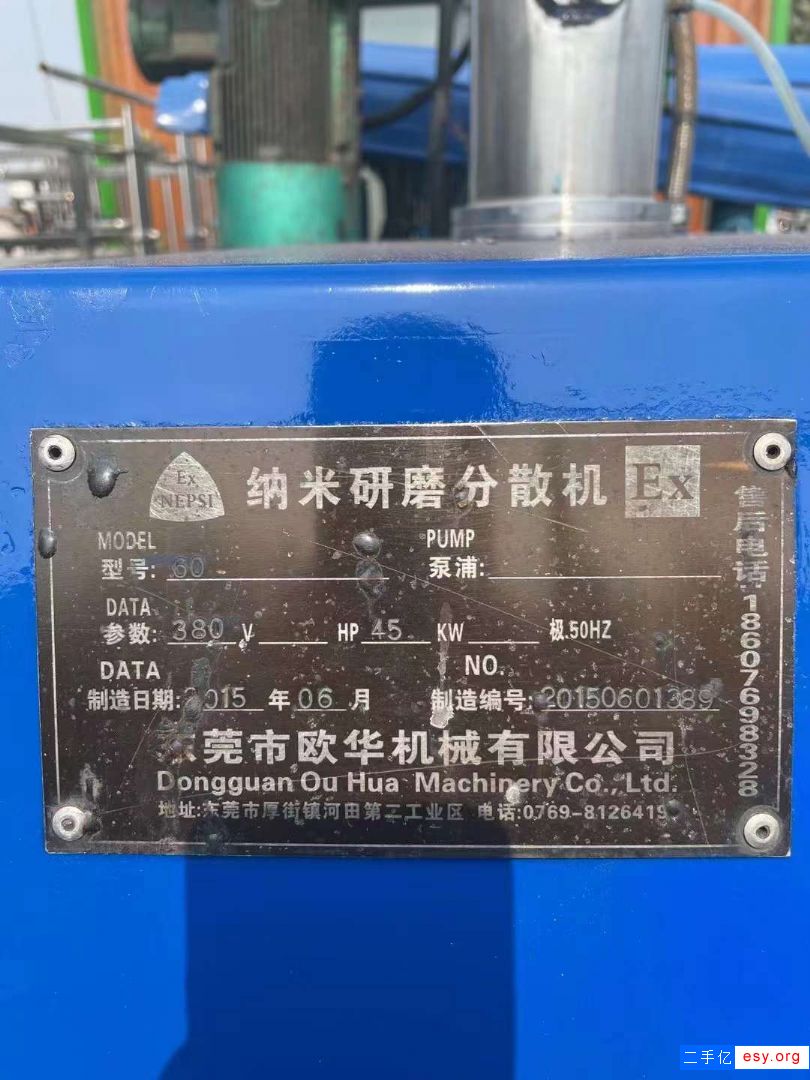 Ex
NEPSI
纳米研磨分散机
Ex
MODEL
型号: 60
PUMP
泵浦:
DATA
参数: 380 V HP 45 KW 极.50HZ
DATA
制造日期: 2015 年 06 月
NO.
制造编号: 20150601389
东莞市欧华机械有限公司
Dongguan Ou Hua Machinery Co., Ltd.
地址:东莞市厚街镇河田第二工业区 电话:0769-8126419
售后电话:18607698328
二手亿 esy.org